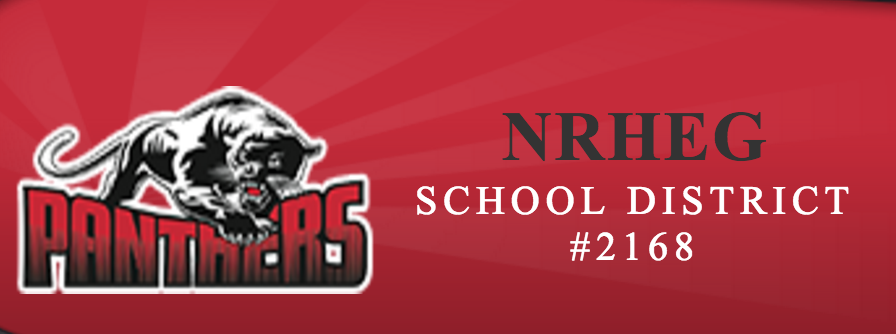 PANTHERS
NRHEG
SCHOOL DISTRICT
#2168